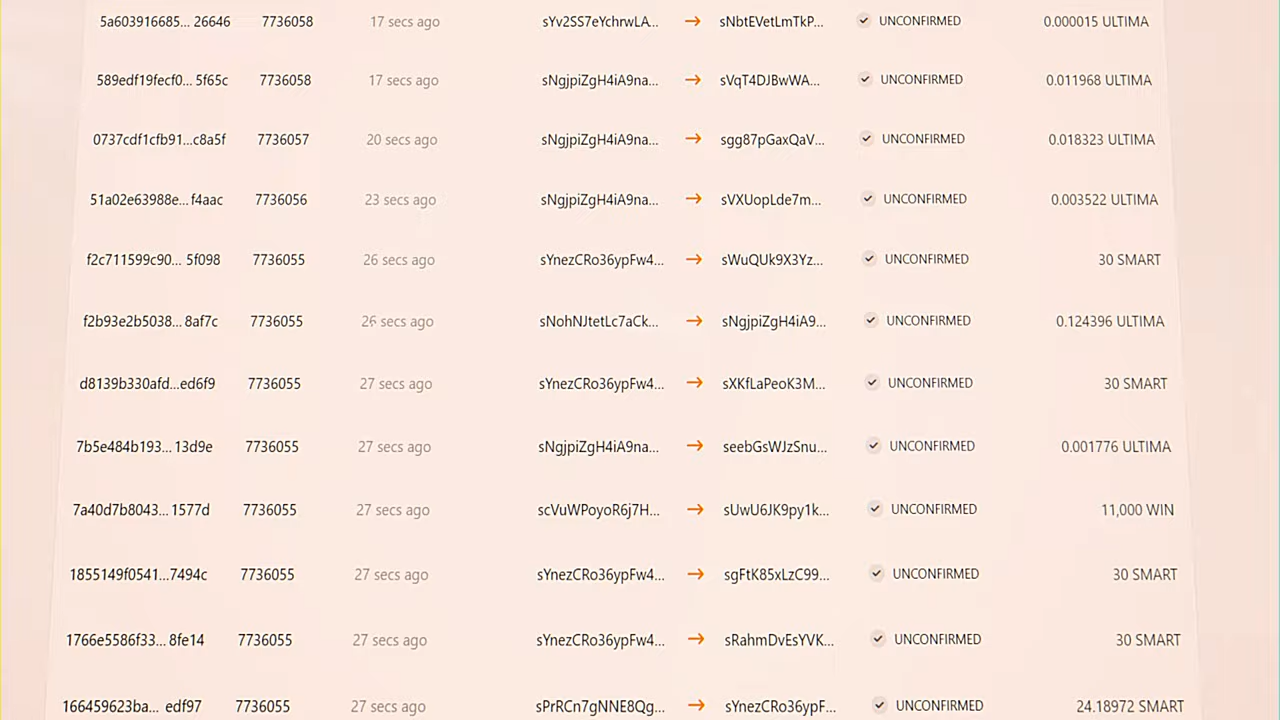 5a603916685... 26646 7736058 17 secs ago sYv2SS7eYchrwLA... → sNbtEVetLmTkP... UNCONFIRMED 0.000015 ULTIMA
589edf19fecf0... 5f65c 7736058 17 secs ago sNgjpiZgH4iA9na... → sVqT4DJBwWA... UNCONFIRMED 0.011968 ULTIMA
0737cdf1cfb91...c8a5f 7736057 20 secs ago sNgjpiZgH4iA9na... → sgg87pGaxQaV... UNCONFIRMED 0.018323 ULTIMA
51a02e63988e... f4aac 7736056 23 secs ago sNgjpiZgH4iA9na... → sVXUopLde7m... UNCONFIRMED 0.003522 ULTIMA
f2c711599c90... 5f098 7736055 26 secs ago sYnezCRo36ypFw4... → sWuQUk9X3Yz... UNCONFIRMED 30 SMART
f2b93e2b5038... 8af7c 7736055 26 secs ago sNohNJtetLc7aCk... → sNgjpiZgH4iA9... UNCONFIRMED 0.124396 ULTIMA
d8139b330afd...ed6f9 7736055 27 secs ago sYnezCRo36ypFw4... → sXKfLaPeoK3M... UNCONFIRMED 30 SMART
7b5e484b193... 13d9e 7736055 27 secs ago sNgjpiZgH4iA9na... → seebGsWJzSnu... UNCONFIRMED 0.001776 ULTIMA
7a40d7b8043... 1577d 7736055 27 secs ago scVuWPoyoR6j7H... → sUwU6JK9py1k... UNCONFIRMED 11,000 WIN
1855149f0541...7494c 7736055 27 secs ago sYnezCRo36ypFw4... → sgFtK85xLzC99... UNCONFIRMED 30 SMART
1766e5586f33... 8fe14 7736055 27 secs ago sYnezCRo36ypFw4... → sRahmDvEsYVK... UNCONFIRMED 30 SMART
166459623ba... edf97 7736055 27 secs ago sPrRCn7gNNE8Qg... → sYnezCRo36ypF... UNCONFIRMED 24.18972 SMART